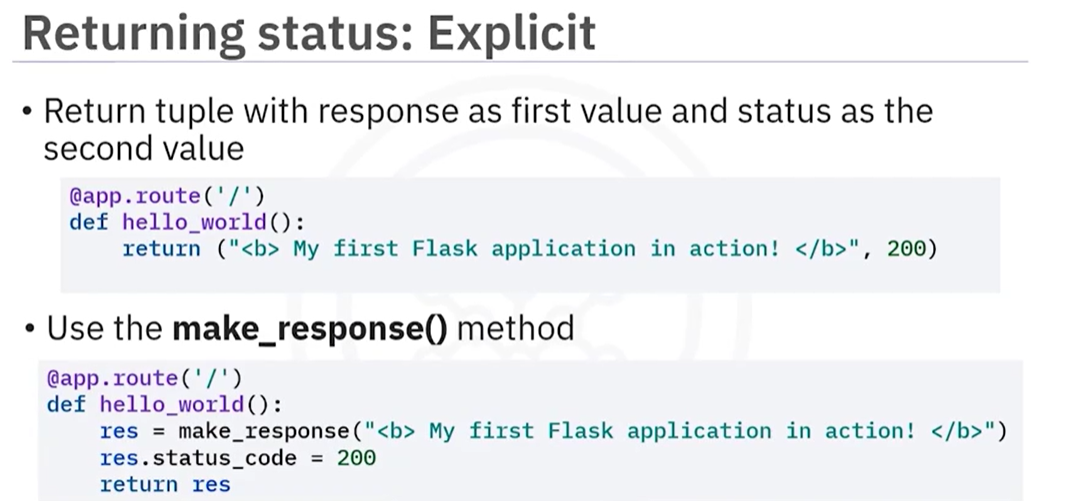 Returning status: Explicit
• Return tuple with response as first value and status as the
second value
@app.route('/')
def hello_world():
    return ("<b> My first Flask application in action! </b>", 200)
• Use the make_response() method
@app.route('/')
def hello_world():
    res = make_response("<b> My first Flask application in action! </b>")
    res.status_code = 200
    return res